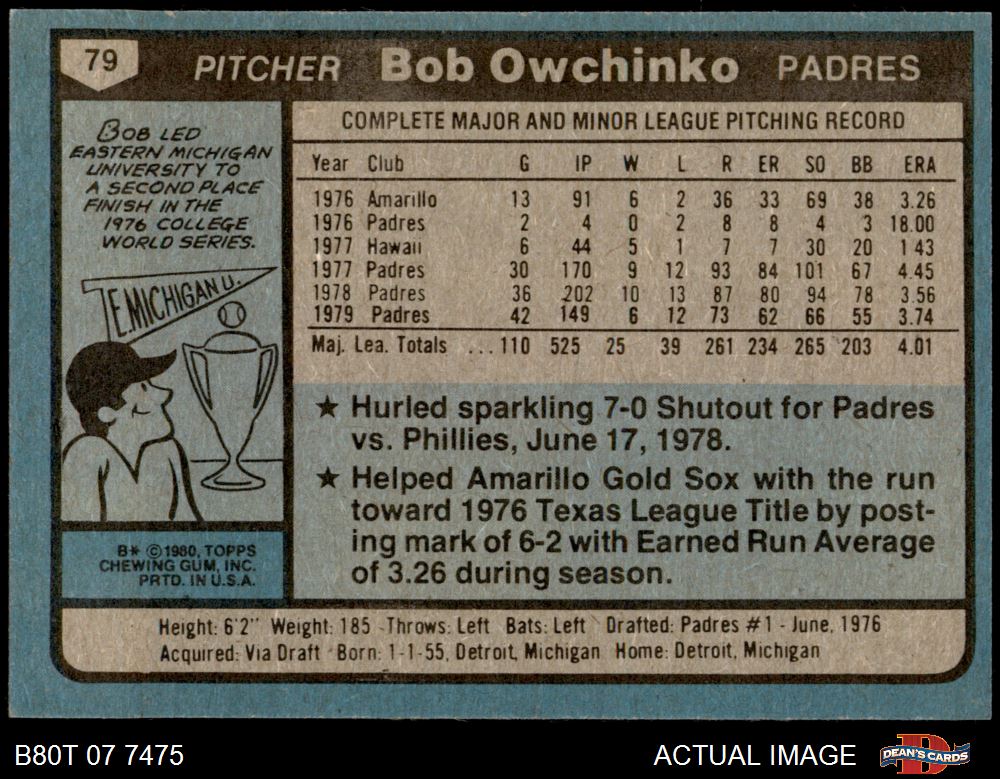 79 PITCHER Bob Owchinko PADRES
BOB LED
EASTERN MICHIGAN
UNIVERSITY TO
A SECOND PLACE
FINISH IN THE
1976 COLLEGE
WORLD SERIES.
E. MICHIGAN U.
B* © 1980, TOPPS
CHEWING GUM, INC.
PRTD. IN U.S.A.
COMPLETE MAJOR AND MINOR LEAGUE PITCHING RECORD
Year Club G IP W L R ER SO BB ERA
1976 Amarillo 13 91 6 2 36 33 69 38 3.26
1976 Padres 2 4 0 2 8 8 4 3 18.00
1977 Hawaii 6 44 5 1 7 7 30 20 1 43
1977 Padres 30 170 9 12 93 84 101 67 4.45
1978 Padres 36 202 10 13 87 80 94 78 3.56
1979 Padres 42 149 6 12 73 62 66 55 3.74
Maj. Lea. Totals ...110 525 25 39 261 234 265 203 4.01
★ Hurled sparkling 7-0 Shutout for Padres
vs. Phillies, June 17, 1978.
★ Helped Amarillo Gold Sox with the run
toward 1976 Texas League Title by post-
ing mark of 6-2 with Earned Run Average
of 3.26 during season.
Height: 6'2" Weight: 185 Throws: Left Bats: Left Drafted: Padres #1 - June, 1976
Acquired: Via Draft Born: 1-1-55, Detroit, Michigan Home: Detroit, Michigan
B80T 07 7475 ACTUAL IMAGE DEAN'S CARDS